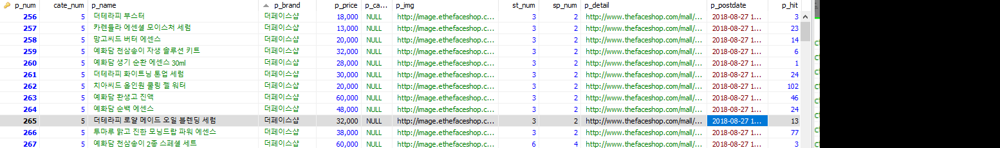 p_num cate_num p_name p_brand p_price p_ca... p_img st_num sp_num p_detail p_postdate p_hit
256 5 더테라피 부스터 더페이스샵 18,000 NULL http://image.ethefaceshop.c... 3 2 http://www.thefaceshop.com/mall/... 2018-08-27 1... 3
257 5 카렌듈라 에센셜 모이스처 세럼 더페이스샵 13,000 NULL http://image.ethefaceshop.c... 3 2 http://www.thefaceshop.com/mall/... 2018-08-27 1... 23
258 5 망고씨드 버터 에센스 더페이스샵 20,000 NULL http://image.ethefaceshop.c... 3 2 http://www.thefaceshop.com/mall/... 2018-08-27 1... 14
259 5 예화담 천삼송이 자생 솔루션 키트 더페이스샵 32,000 NULL http://image.ethefaceshop.c... 3 2 http://www.thefaceshop.com/mall/... 2018-08-27 1... 6
260 5 예화담 생기 순환 에센스 30ml 더페이스샵 28,000 NULL http://image.ethefaceshop.c... 3 2 http://www.thefaceshop.com/mall/... 2018-08-27 1... 1
261 5 더테라피 화이트닝 톤업 세럼 더페이스샵 30,000 NULL http://image.ethefaceshop.c... 3 2 http://www.thefaceshop.com/mall/... 2018-08-27 1... 24
262 5 치아씨드 올인원 쿨링 젤 워터 더페이스샵 20,000 NULL http://image.ethefaceshop.c... 3 2 http://www.thefaceshop.com/mall/... 2018-08-27 1... 102
263 5 예화담 환생고 진액 더페이스샵 60,000 NULL http://image.ethefaceshop.c... 3 2 http://www.thefaceshop.com/mall/... 2018-08-27 1... 46
264 5 예화담 순백 에센스 더페이스샵 48,000 NULL http://image.ethefaceshop.c... 3 2 http://www.thefaceshop.com/mall/... 2018-08-27 1... 24
265 5 더테라피 로얄 메이드 오일 블렌딩 세럼 더페이스샵 32,000 NULL http://image.ethefaceshop.c... 3 2 http://www.thefaceshop.com/mall/... 2018-08-27 1... 13
266 5 투마루 맑고 진한 모닝드랍 파워 에센스 더페이스샵 38,000 NULL http://image.ethefaceshop.c... 3 2 http://www.thefaceshop.com/mall/... 2018-08-27 1... 77
267 5 예화담 천삼송이 2종 스페셜 세트 더페이스샵 60,000 NULL http://image.ethefaceshop.c... 6 4 http://www.thefaceshop.com/mall/... 2018-08-27 1... 3